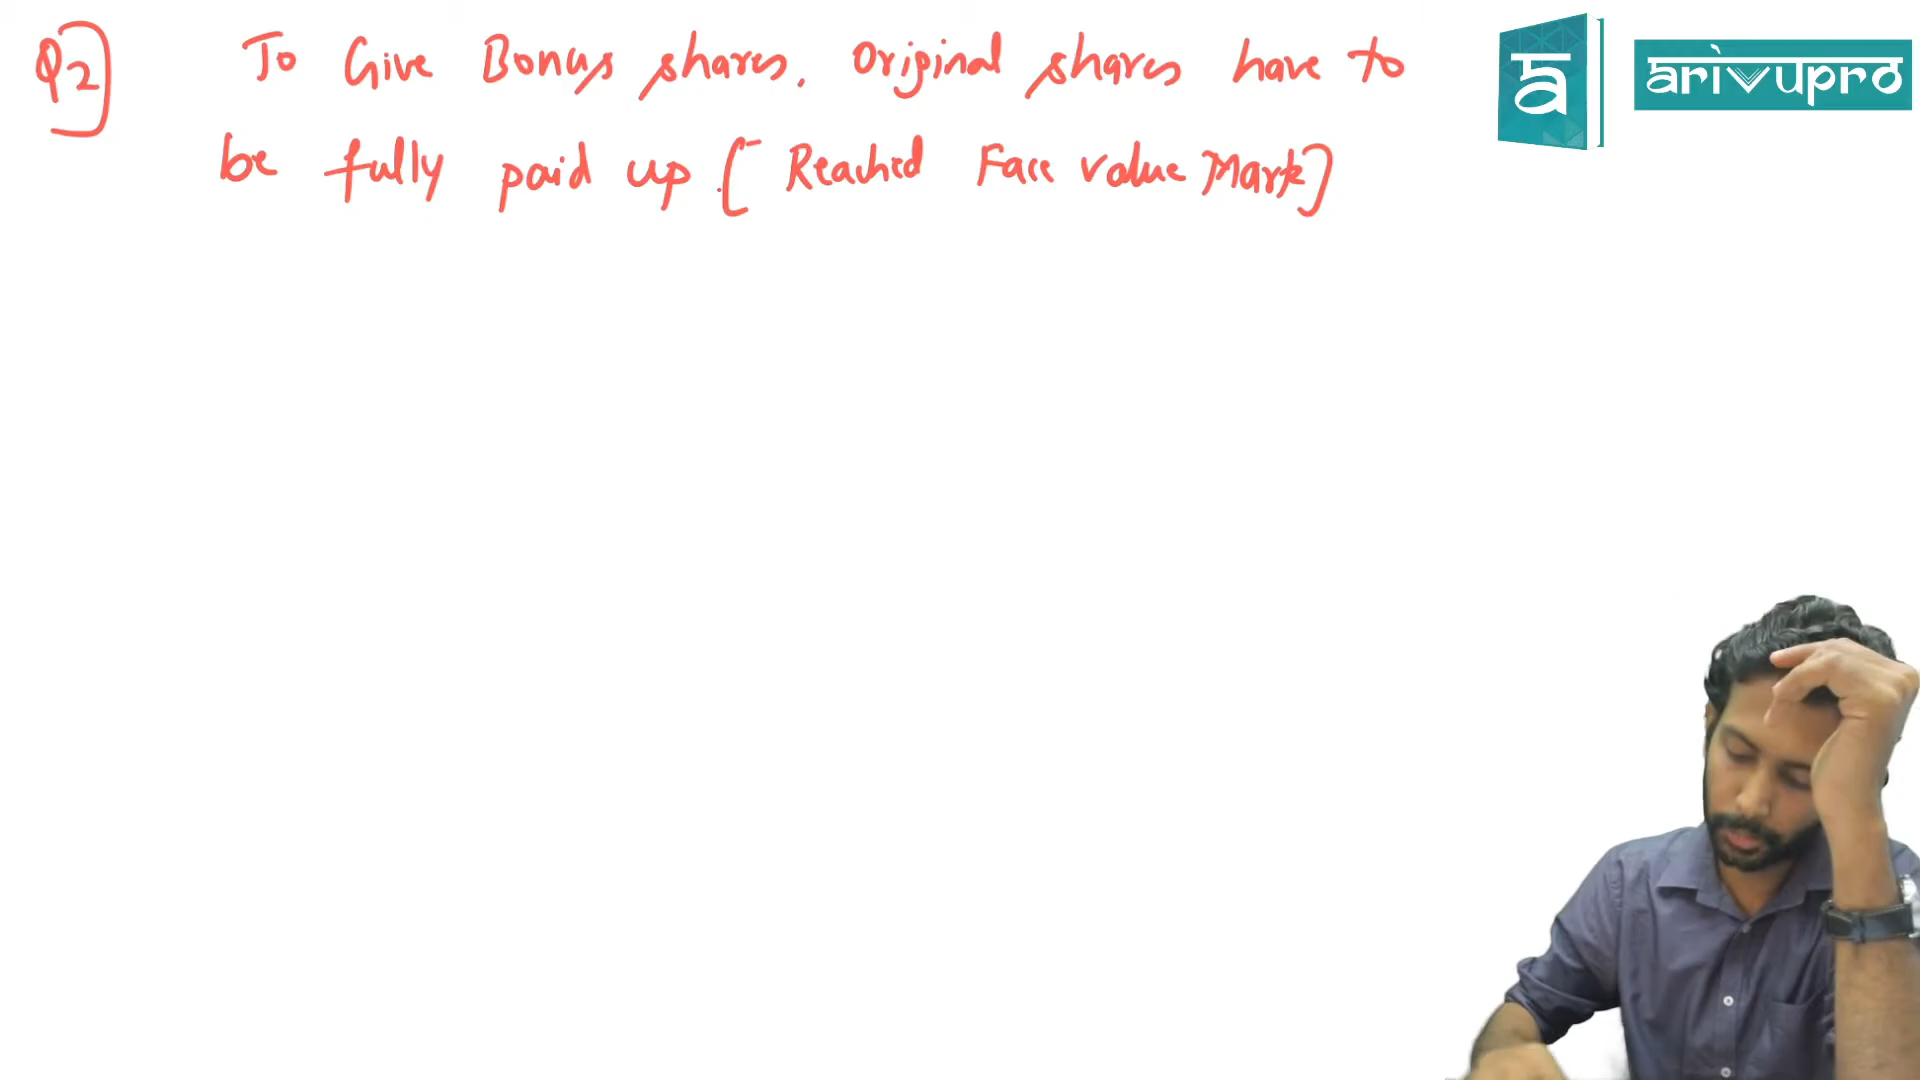 Q2] To Give Bonus shares. Original shares have to
be fully paid up [Reached Face value Mark]
a
arivupro